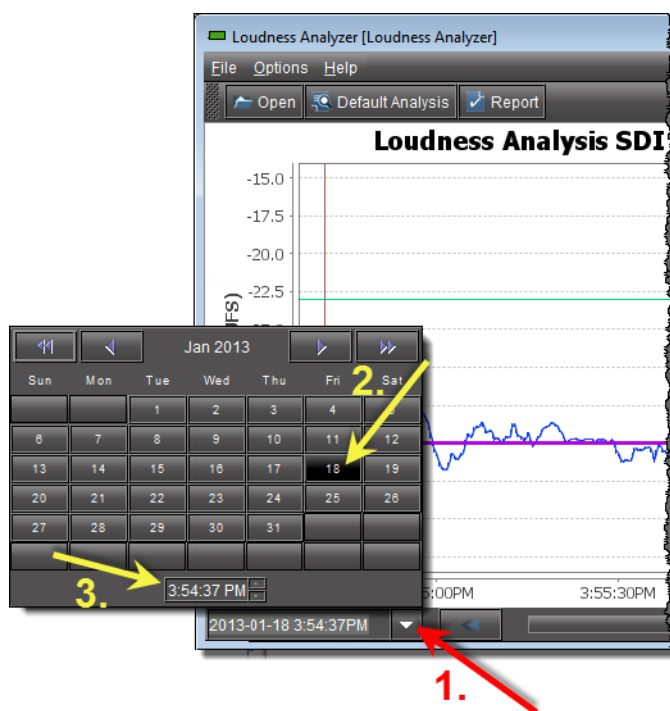 Loudness Analyzer [Loudness Analyzer]
File Options Help
Open Default Analysis Report
Loudness Analysis SDI
-15.0
-17.5
-20.0
-22.5
Jan 2013
Sun Mon Tue Wed Thu Fri Sat
2.
1 2 3 4
6 7 8 9 10 11 12
13 14 15 16 17 18 19
20 21 22 23 24 25 26
27 28 29 30 31
3.
3:54:37 PM
5:00PM 3:55:30PM
2013-01-18 3:54:37PM
1.